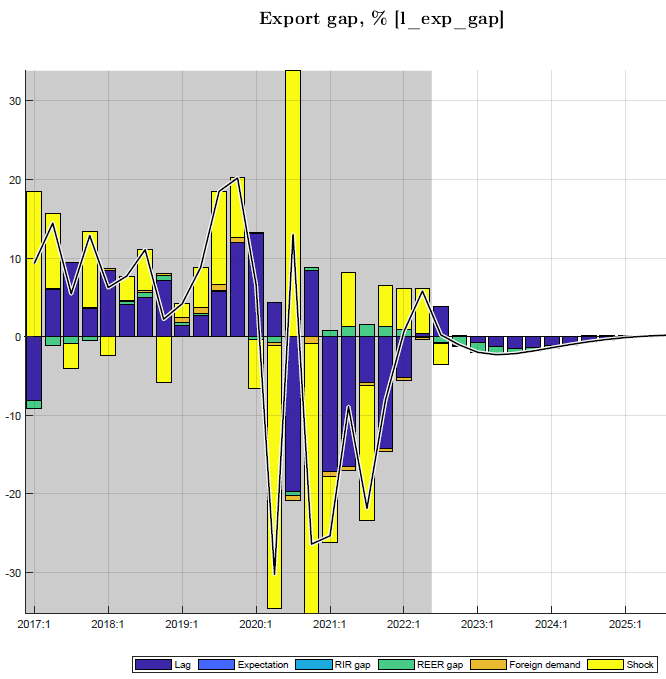 Export gap, % [l_exp_gap]
30
20
10
0
-10
-20
-30
2017:1 2018:1 2019:1 2020:1 2021:1 2022:1 2023:1 2024:1 2025:1
Lag Expectation RIR gap REER gap Foreign demand Shock